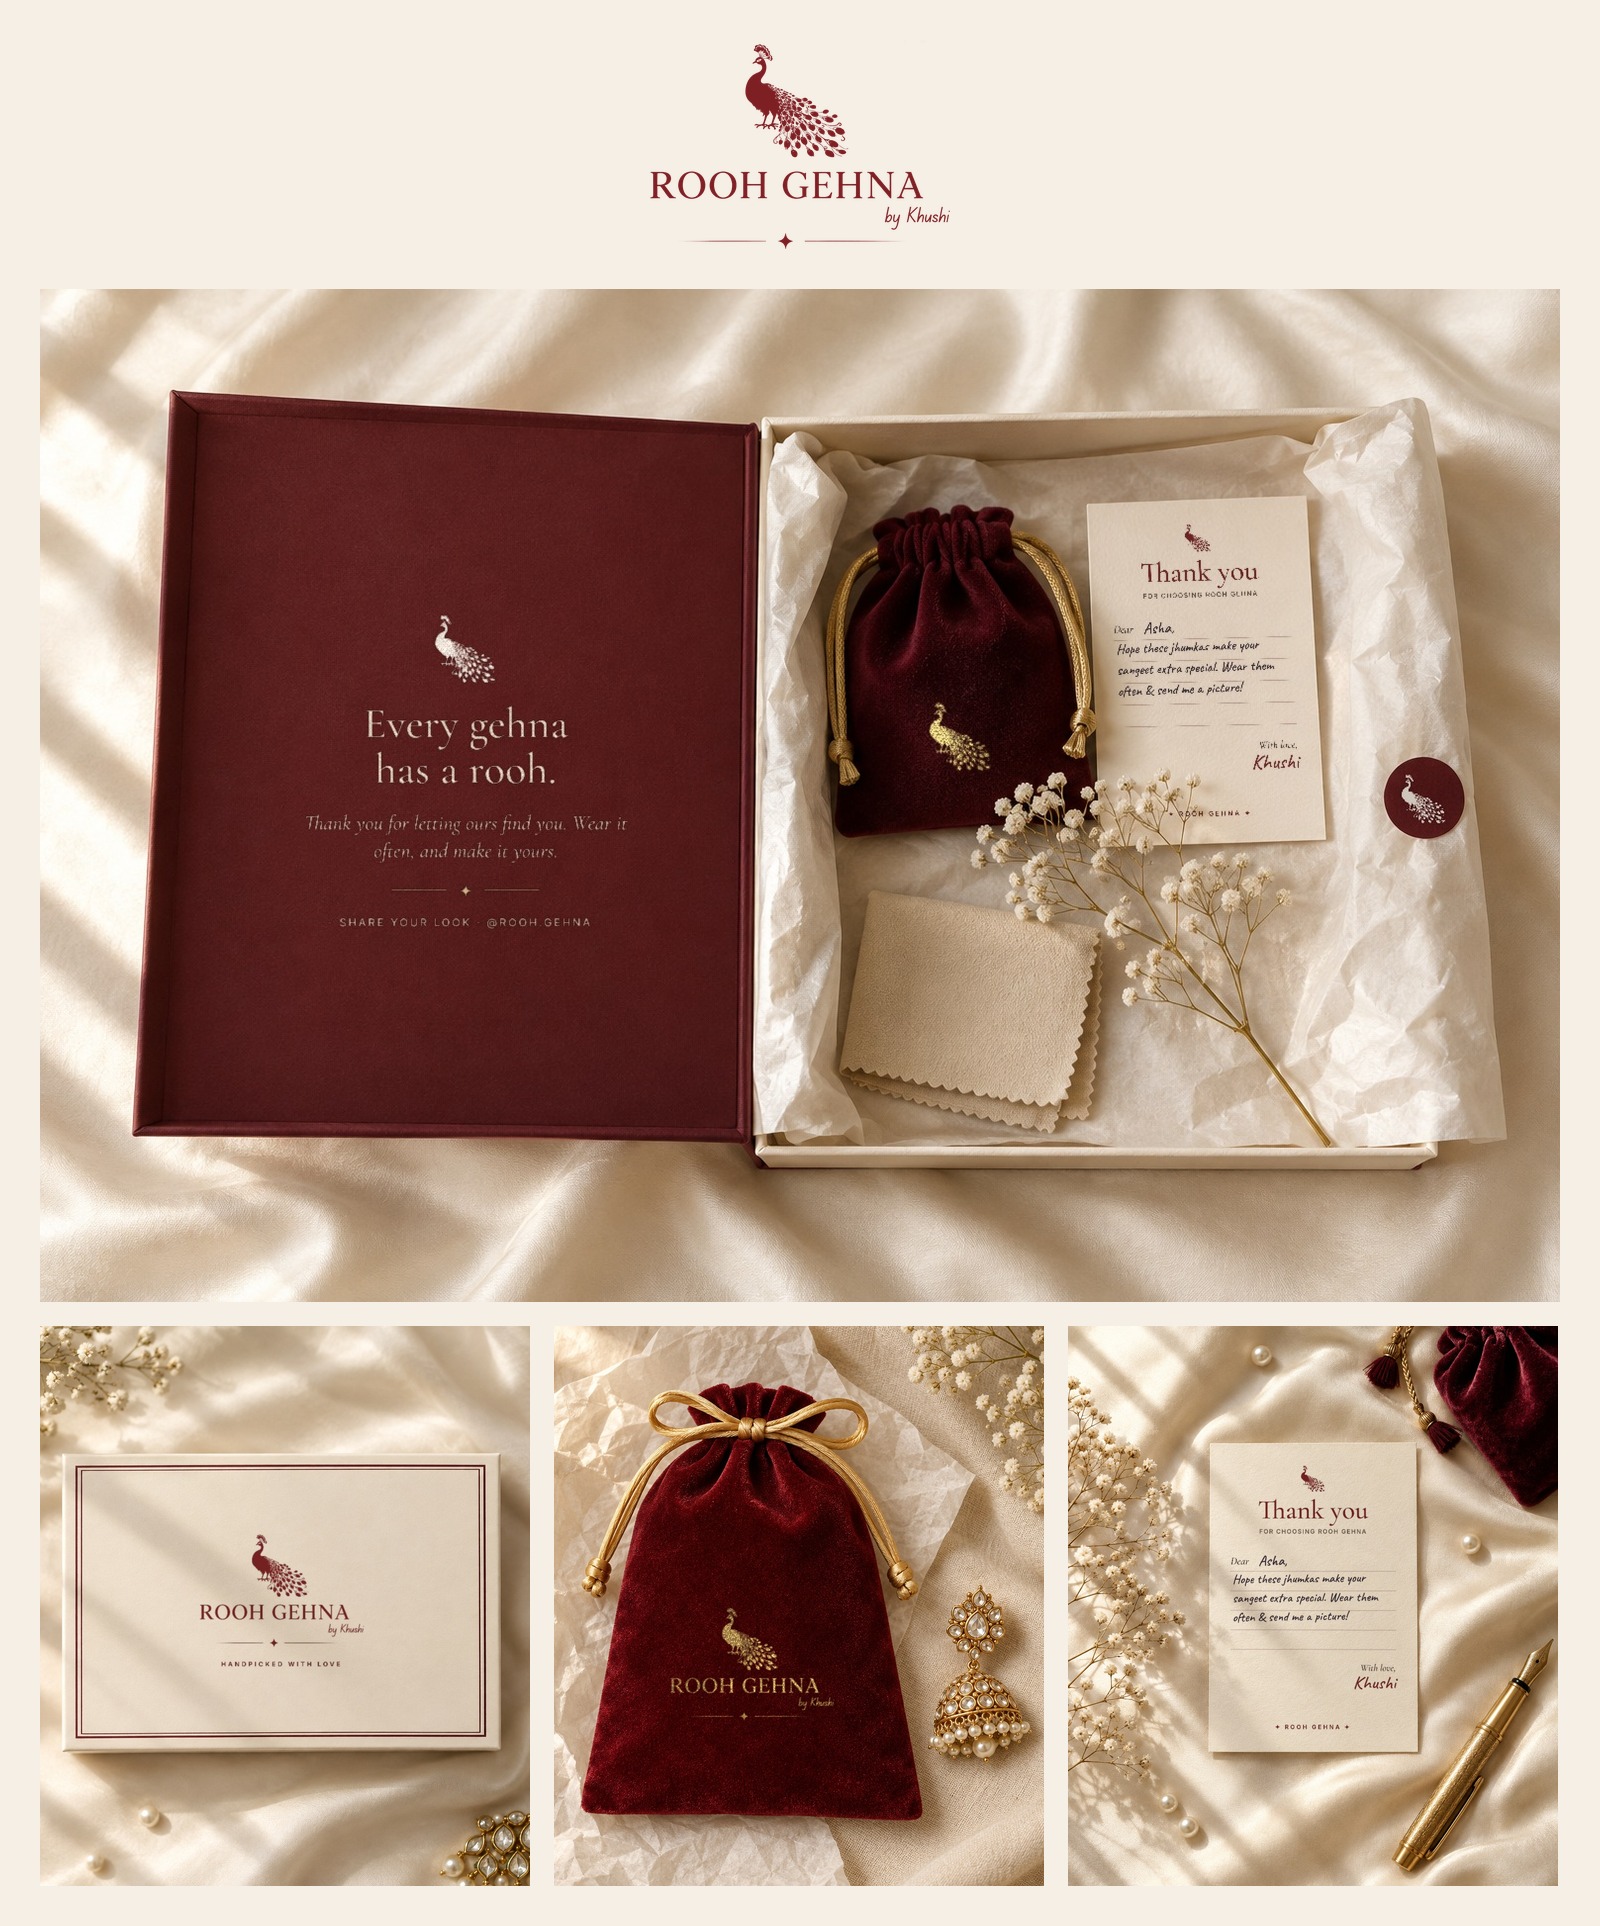 ROOH GEHNA
by Khushi
Every gehna
has a rooh.
Thank you for letting ours find you. Wear it
often, and make it yours.
SHARE YOUR LOOK · @ROOH.GEHNA
Thank you
FOR CHOOSING ROOH GEHNA
Dear Asha,
Hope these jhumkas make your
sangeet extra special. Wear them
often & send me a picture!
With love,
Khushi
ROOH GEHNA
ROOH GEHNA
by Khushi
HANDPICKED WITH LOVE
ROOH GEHNA
by Khushi
Thank you
FOR CHOOSING ROOH GEHNA
Dear Asha,
Hope these jhumkas make your
sangeet extra special. Wear them
often & send me a picture!
With love,
Khushi
ROOH GEHNA